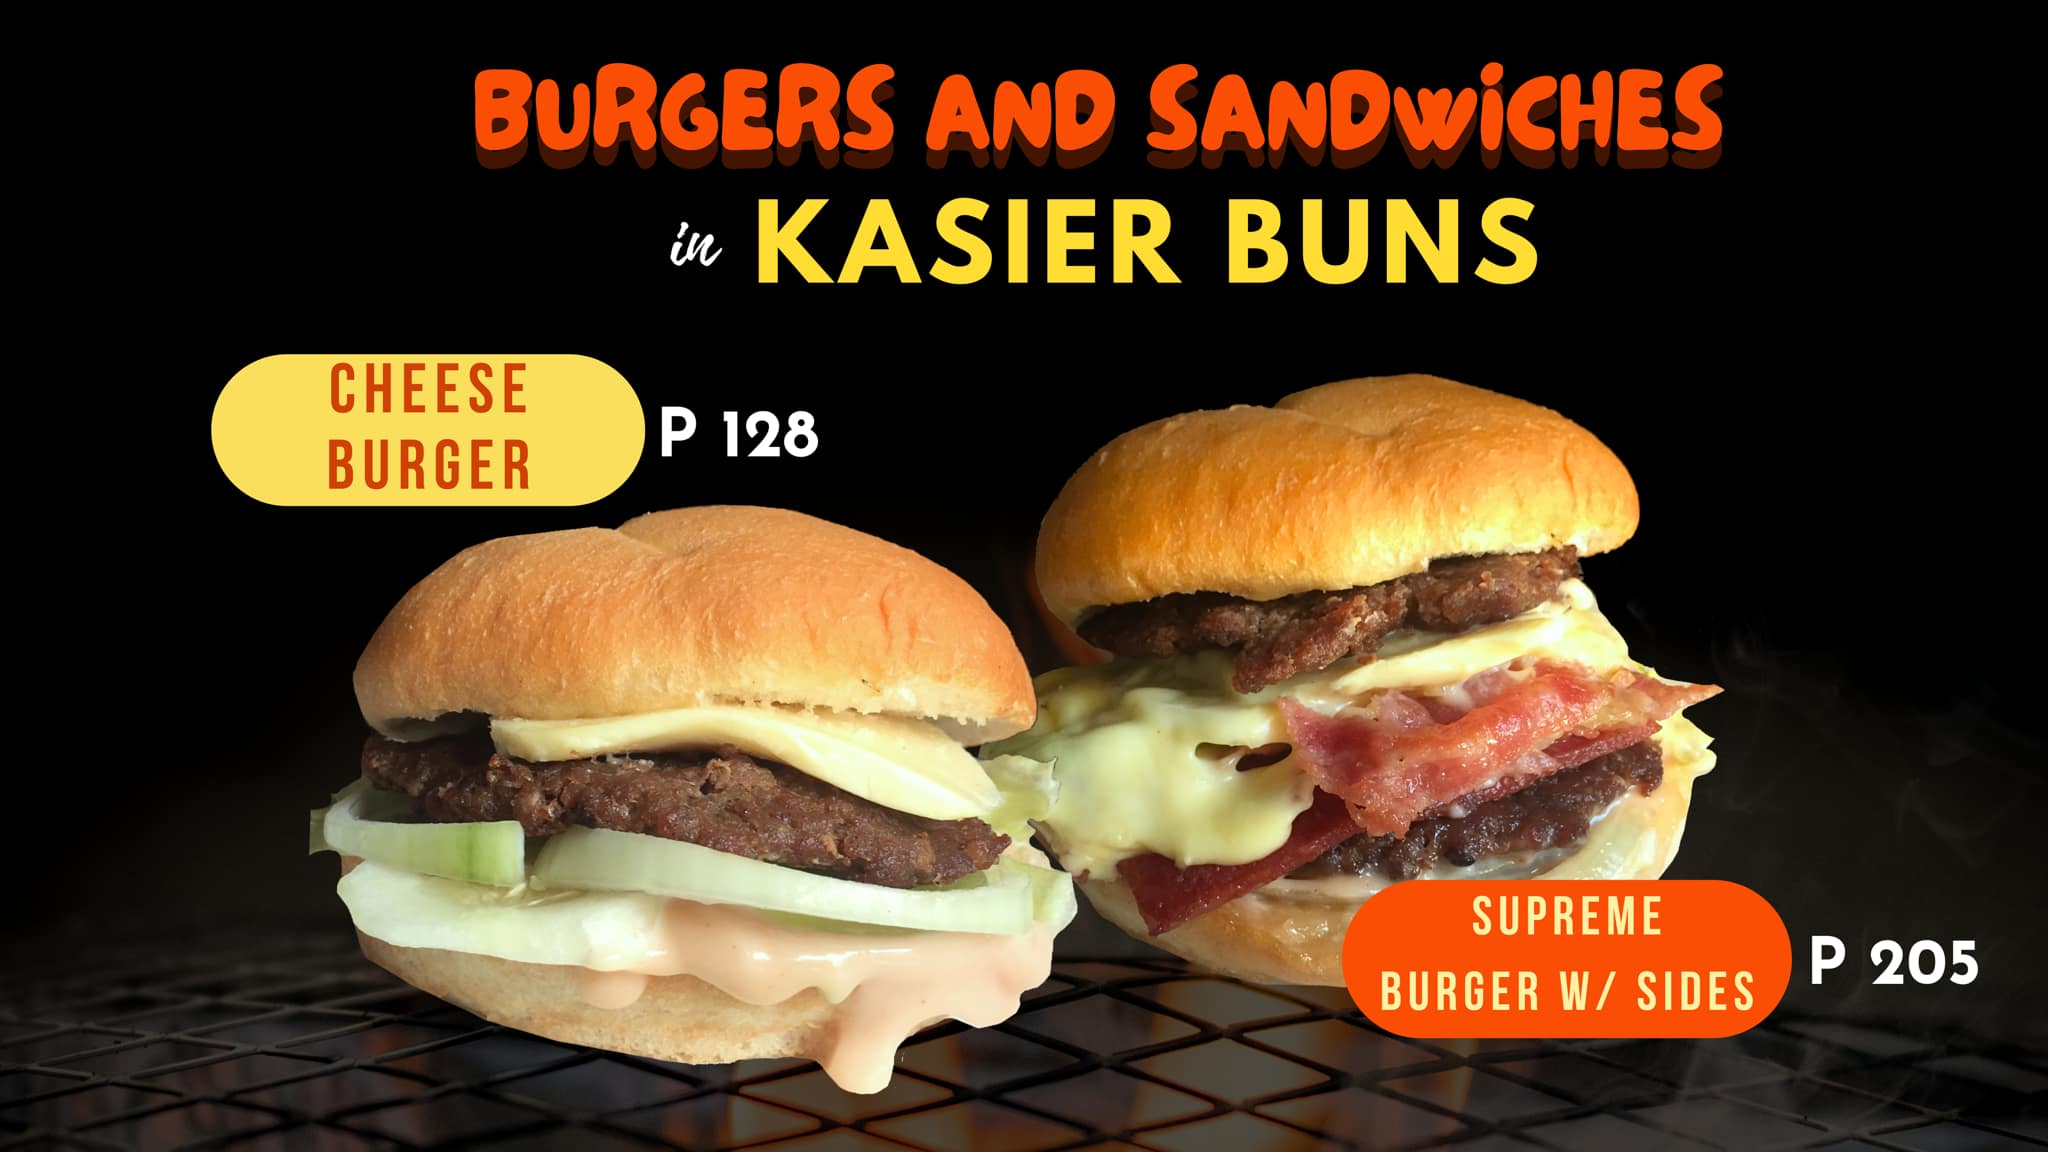 BURGERS AND SANDWiCHES
in KASIER BUNS
CHEESE
BURGER
P 128
SUPREME
BURGER W/ SIDES
P 205